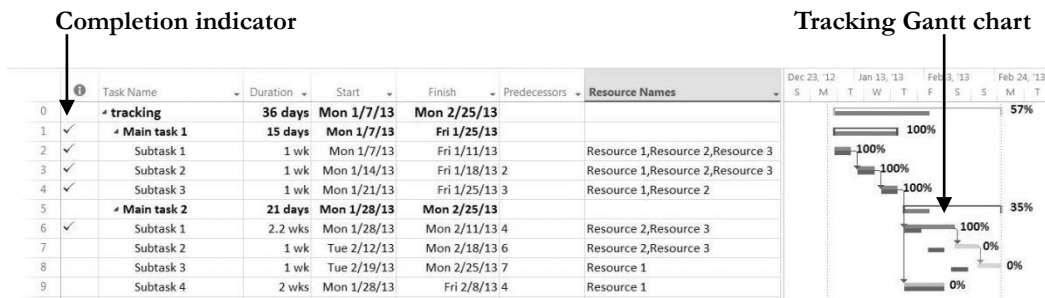 Completion indicator Tracking Gantt chart
Dec 23, '12 Jan 13, '13 Feb 3, '13 Feb 24, '13
Task Name Duration Start Finish Predecessors Resource Names S M T W T F S S M T
0 tracking 36 days Mon 1/7/13 Mon 2/25/13 57%
1 Main task 1 15 days Mon 1/7/13 Fri 1/25/13 100%
2 Subtask 1 1 wk Mon 1/7/13 Fri 1/11/13 Resource 1,Resource 2,Resource 3 100%
3 Subtask 2 1 wk Mon 1/14/13 Fri 1/18/13 2 Resource 1,Resource 2,Resource 3 100%
4 Subtask 3 1 wk Mon 1/21/13 Fri 1/25/13 3 Resource 1,Resource 2 100%
5 Main task 2 21 days Mon 1/28/13 Mon 2/25/13 35%
6 Subtask 1 2.2 wks Mon 1/28/13 Mon 2/11/13 4 Resource 2,Resource 3 100%
7 Subtask 2 1 wk Tue 2/12/13 Mon 2/18/13 6 Resource 2,Resource 3 0%
8 Subtask 3 1 wk Tue 2/19/13 Mon 2/25/13 7 Resource 1 0%
9 Subtask 4 2 wks Mon 1/28/13 Fri 2/8/13 4 Resource 1 0%